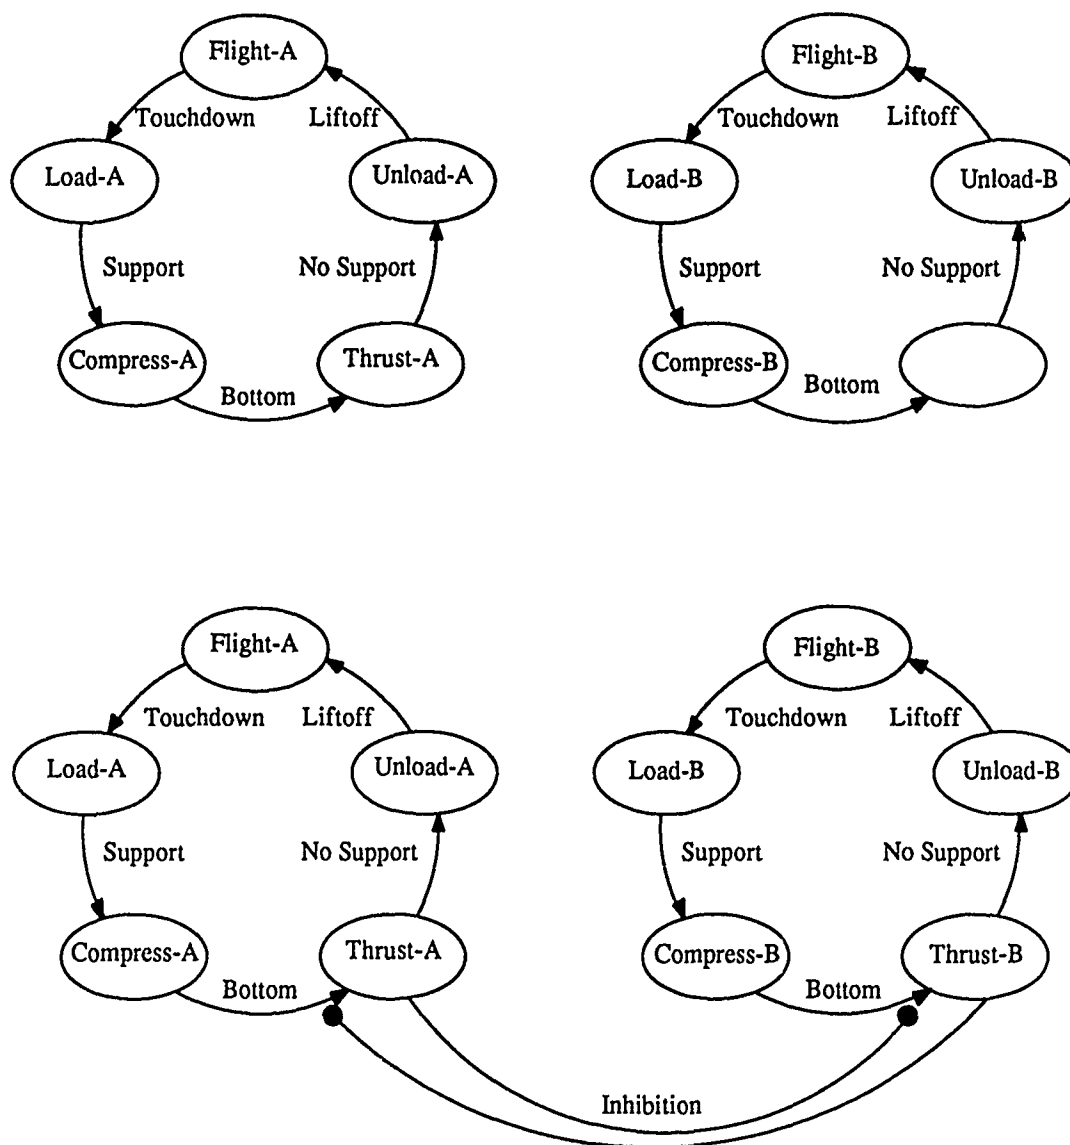 Flight-A
Touchdown
Liftoff
Load-A
Unload-A
Support
No Support
Compress-A
Thrust-A
Bottom
Flight-B
Touchdown
Liftoff
Load-B
Unload-B
Support
No Support
Compress-B
Bottom
Flight-A
Touchdown
Liftoff
Load-A
Unload-A
Support
No Support
Compress-A
Thrust-A
Bottom
Flight-B
Touchdown
Liftoff
Load-B
Unload-B
Support
No Support
Compress-B
Thrust-B
Bottom
Inhibition